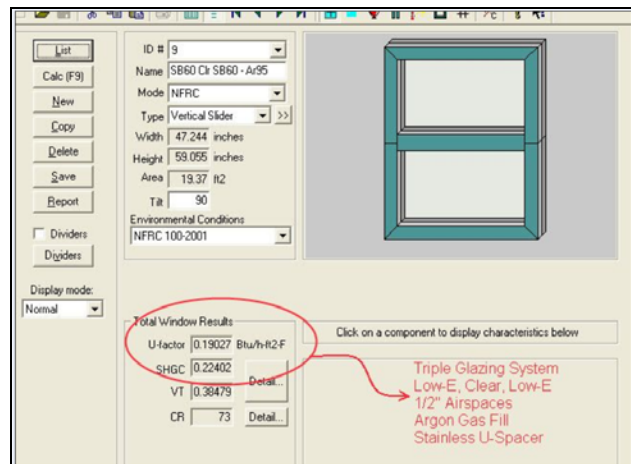 List
Calc (F9)
New
Copy
Delete
Save
Report
Dividers
Dividers
Display mode:
Normal
ID # 9
Name SB60 Clr SB60 - Ar95
Mode NFRC
Type Vertical Slider >>
Width 47.244 inches
Height 59.055 inches
Area 19.37 ft2
Tilt 90
Environmental Conditions
NFRC 100-2001
Total Window Results
U-factor 0.19027 Btu/h-ft2-F
SHGC 0.22402
Detail...
VT 0.38479
CR 73 Detail...
Click on a component to display characteristics below
Triple Glazing System
Low-E, Clear, Low-E
1/2" Airspaces
Argon Gas Fill
Stainless U-Spacer